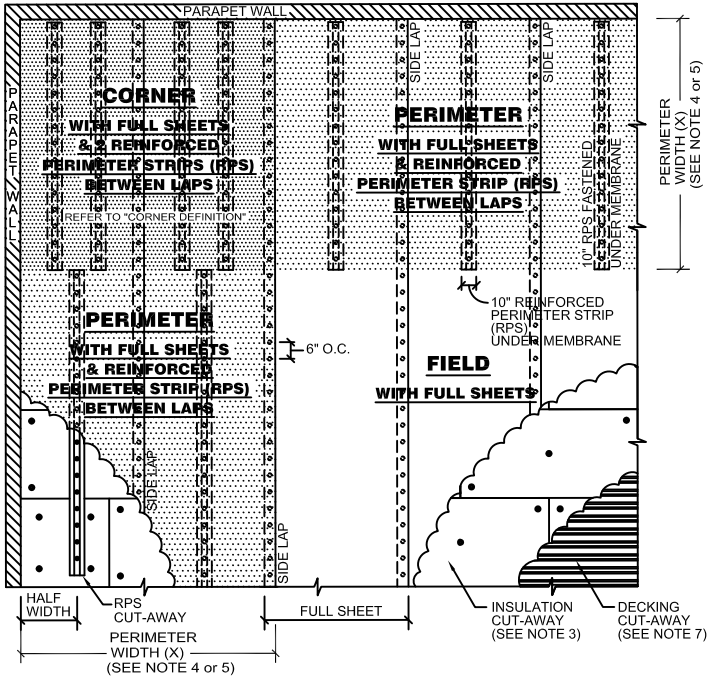 PARAPET WALL
PARAPET WALL
SIDE LAP
SIDE LAP
CORNER
WITH FULL SHEETS
& 2 REINFORCED
PERIMETER STRIPS (RPS)
BETWEEN LAPS
REFER TO "CORNER DEFINITION"
PERIMETER
WITH FULL SHEETS
& REINFORCED
PERIMETER STRIP (RPS)
BETWEEN LAPS
10" RPS FASTENED
UNDER MEMBRANE
PERIMETER
WIDTH (X)
(SEE NOTE 4 or 5)
PERIMETER
WITH FULL SHEETS
& REINFORCED
PERIMETER STRIP (RPS)
BETWEEN LAPS
6" O.C.
10" REINFORCED
PERIMETER STRIP
(RPS)
UNDER MEMBRANE
FIELD
WITH FULL SHEETS
SIDE LAP
SIDE LAP
HALF
WIDTH
RPS
CUT-AWAY
FULL SHEET
INSULATION
CUT-AWAY
(SEE NOTE 3)
DECKING
CUT-AWAY
(SEE NOTE 7)
PERIMETER
WIDTH (X)
(SEE NOTE 4 or 5)